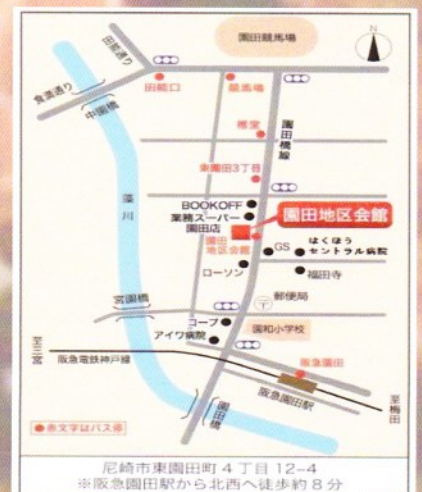 園田競馬場
N
田能通り
食満通り
田能口
競馬場
中園橋
椎堂
園田橋線
東園田3丁目
藻川
BOOKOFF
業務スーパー
園田店
園田地区会館
園田
地区会館
GS
はくほう
セントラル病院
ローソン
福田寺
宮園橋
〒
郵便局
コープ
園和小学校
アイワ病院
至三宮
阪急電鉄神戸線
阪急園田
阪急園田駅
至梅田
園田橋
●赤文字はバス停
尼崎市東園田町4丁目12-4
※阪急園田駅から北西へ徒歩約8分